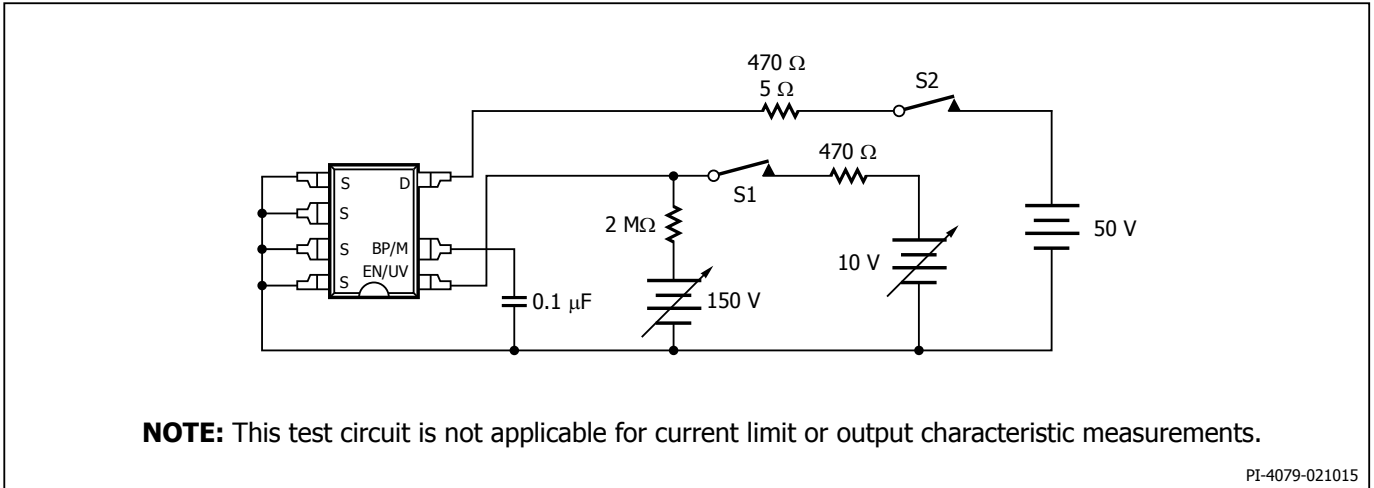 470 Ω
5 Ω
S2
470 Ω
S1
S D
S
S BP/M
EN/UV
S
2 MΩ
10 V
50 V
0.1 μF
150 V
NOTE: This test circuit is not applicable for current limit or output characteristic measurements.
PI-4079-021015